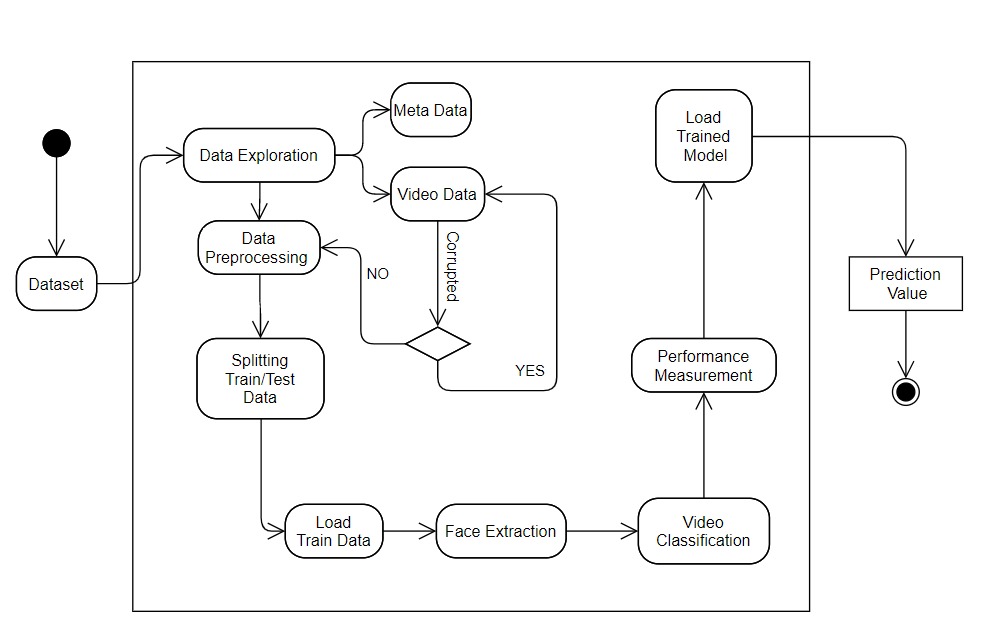 Meta Data
Load
Trained
Model
Data Exploration
Video Data
Data
Preprocessing
Corrupted
NO
Dataset
Prediction
Value
Splitting
Train/Test
Data
YES
Performance
Measurement
Load
Train Data
Face Extraction
Video
Classification